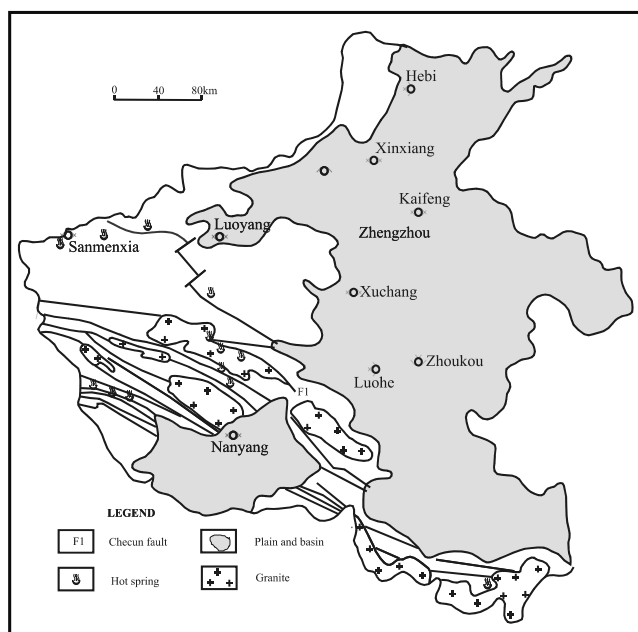 Hebi
0 40 80km
Xinxiang
Kaifeng
Luoyang
Zhengzhou
Sanmenxia
Xuchang
Zhoukou
Luohe
F1
Nanyang
LEGEND
F1 Checun fault
Plain and basin
Hot spring
Granite